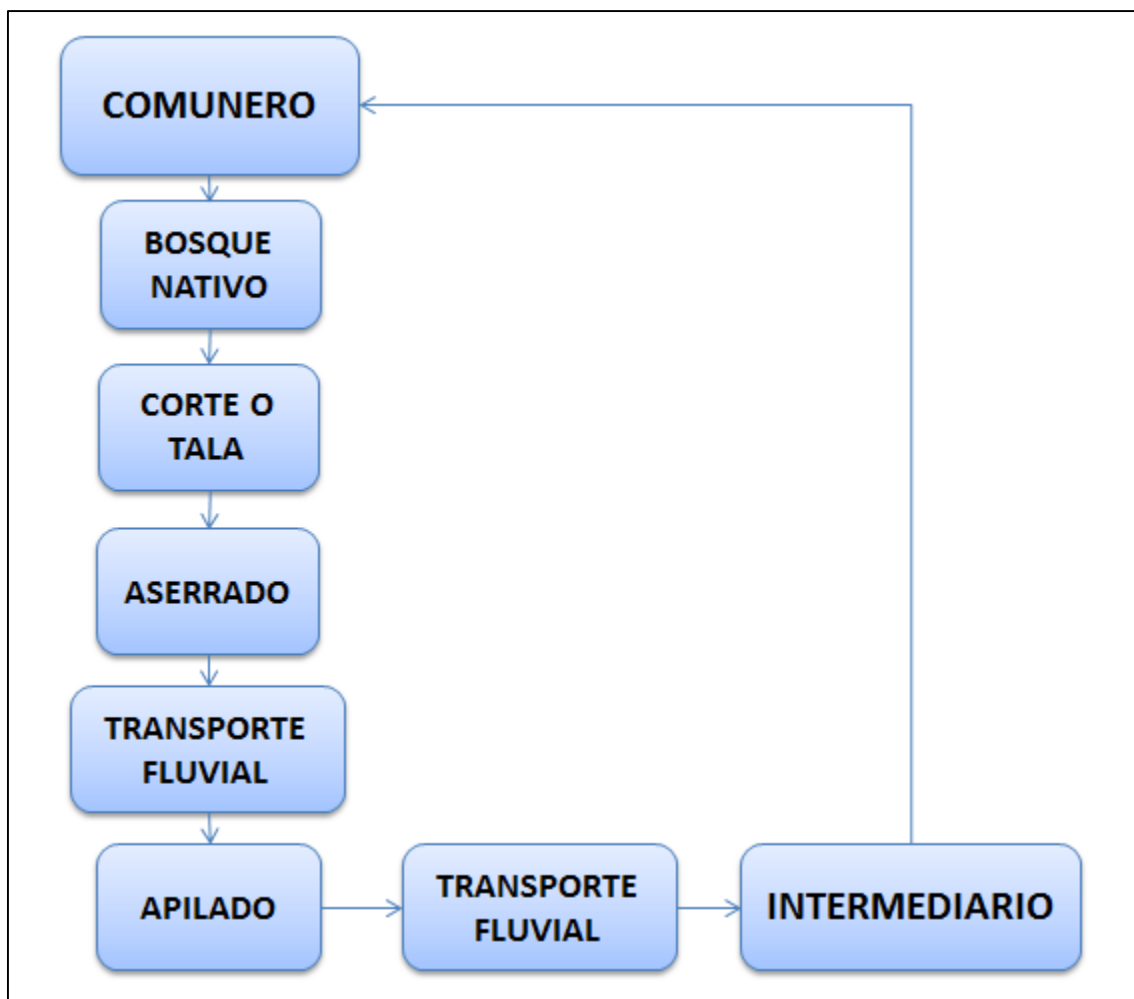 COMUNERO
BOSQUE
NATIVO
CORTE O
TALA
ASERRADO
TRANSPORTE
FLUVIAL
APILADO
TRANSPORTE
FLUVIAL
INTERMEDIARIO